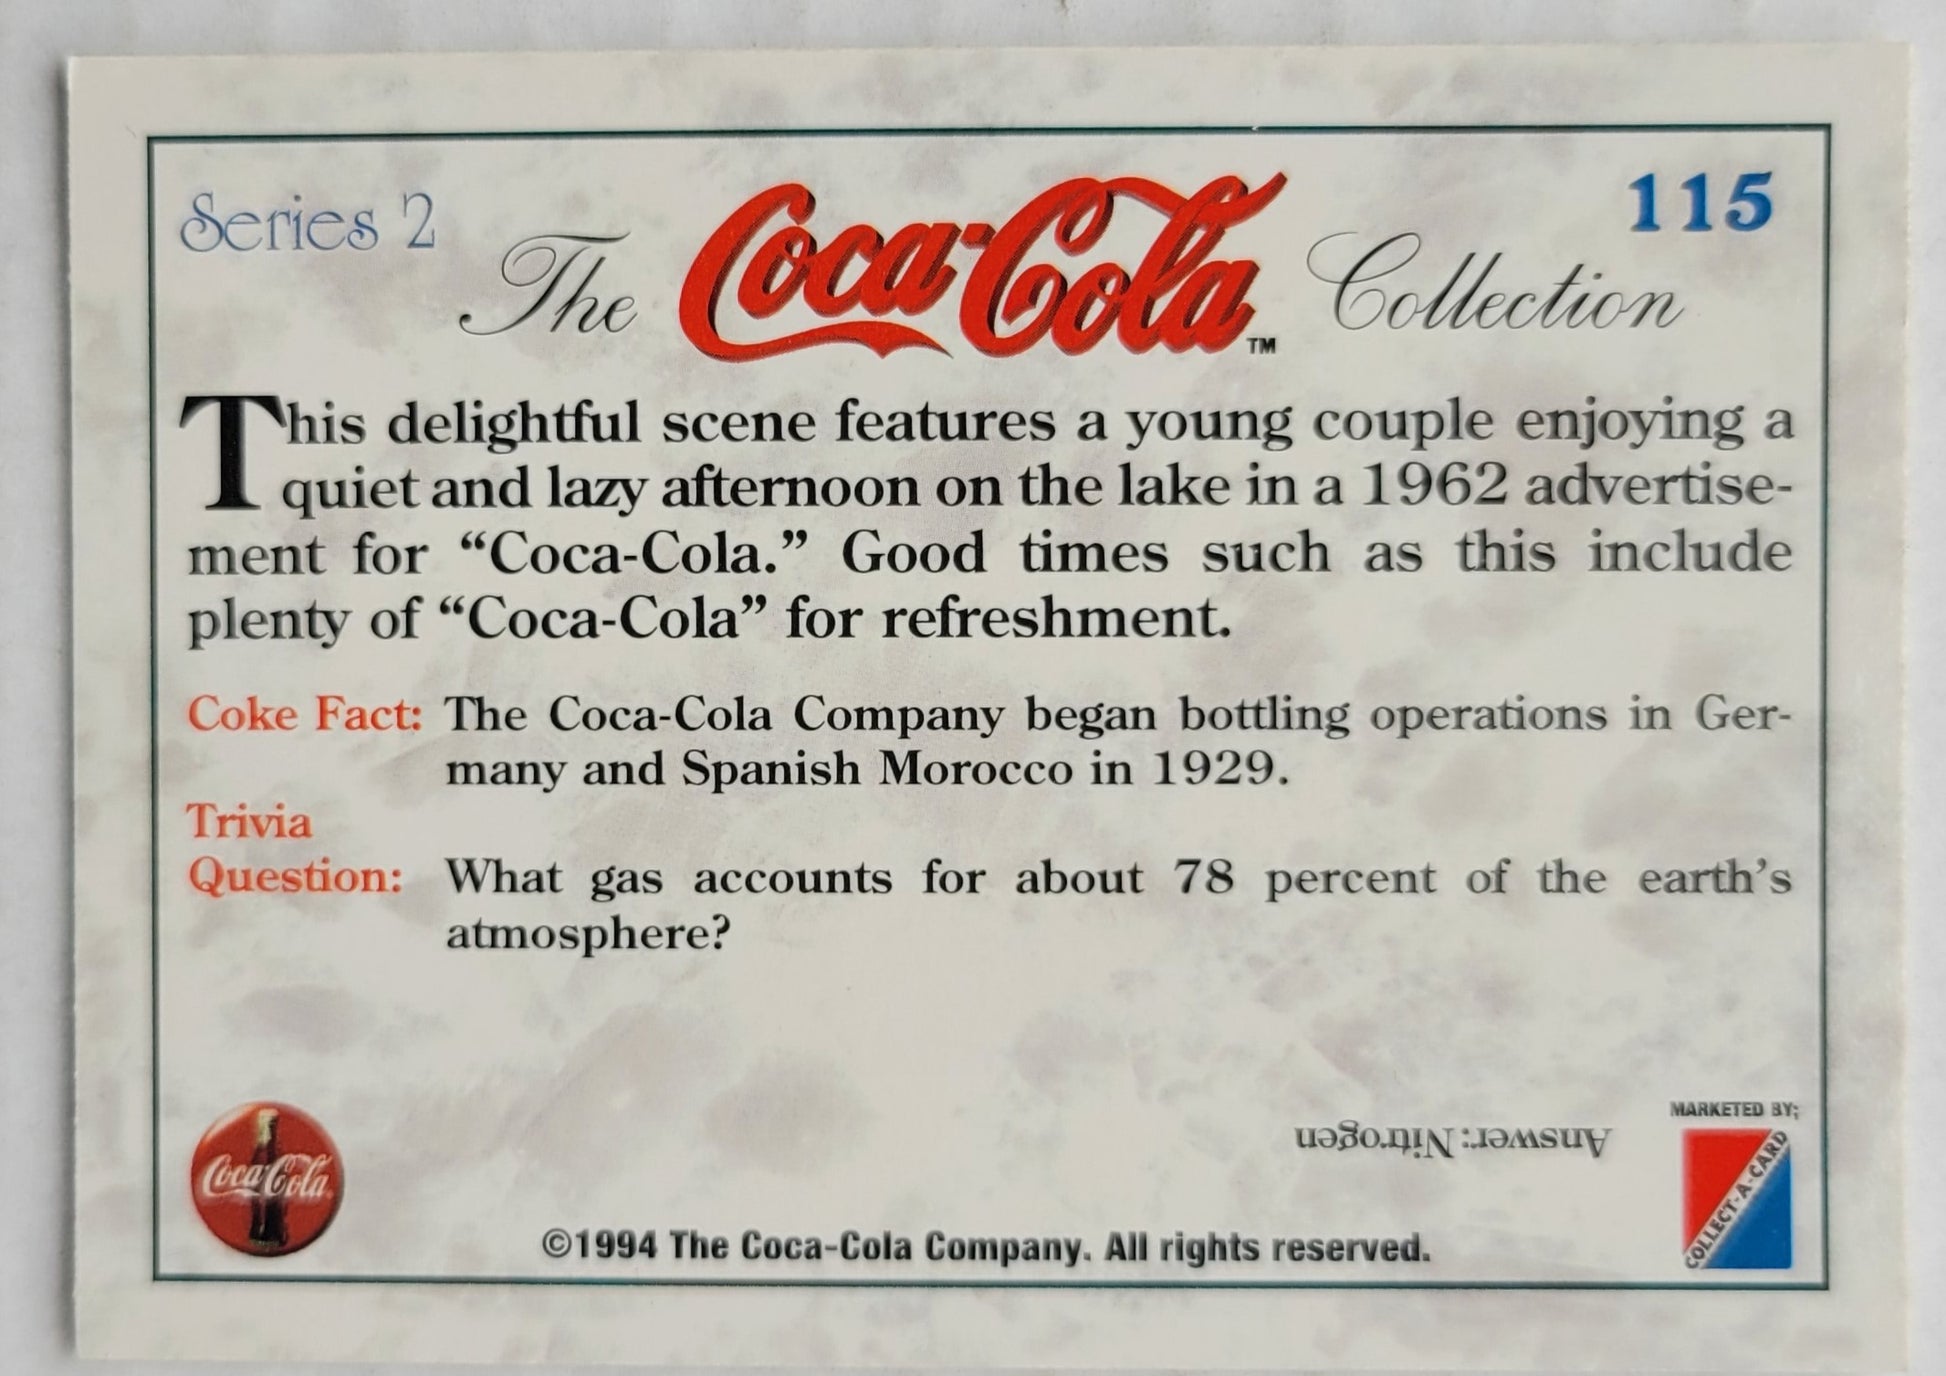 Series 2
115
The Coca-Cola™ Collection
This delightful scene features a young couple enjoying a
quiet and lazy afternoon on the lake in a 1962 advertise-
ment for “Coca-Cola.” Good times such as this include
plenty of “Coca-Cola” for refreshment.
Coke Fact: The Coca-Cola Company began bottling operations in Ger-
many and Spanish Morocco in 1929.
Trivia
Question: What gas accounts for about 78 percent of the earth’s
atmosphere?
Answer: Nitrogen
MARKETED BY;
COLLECT-A-CARD
Coca-Cola
©1994 The Coca-Cola Company. All rights reserved.